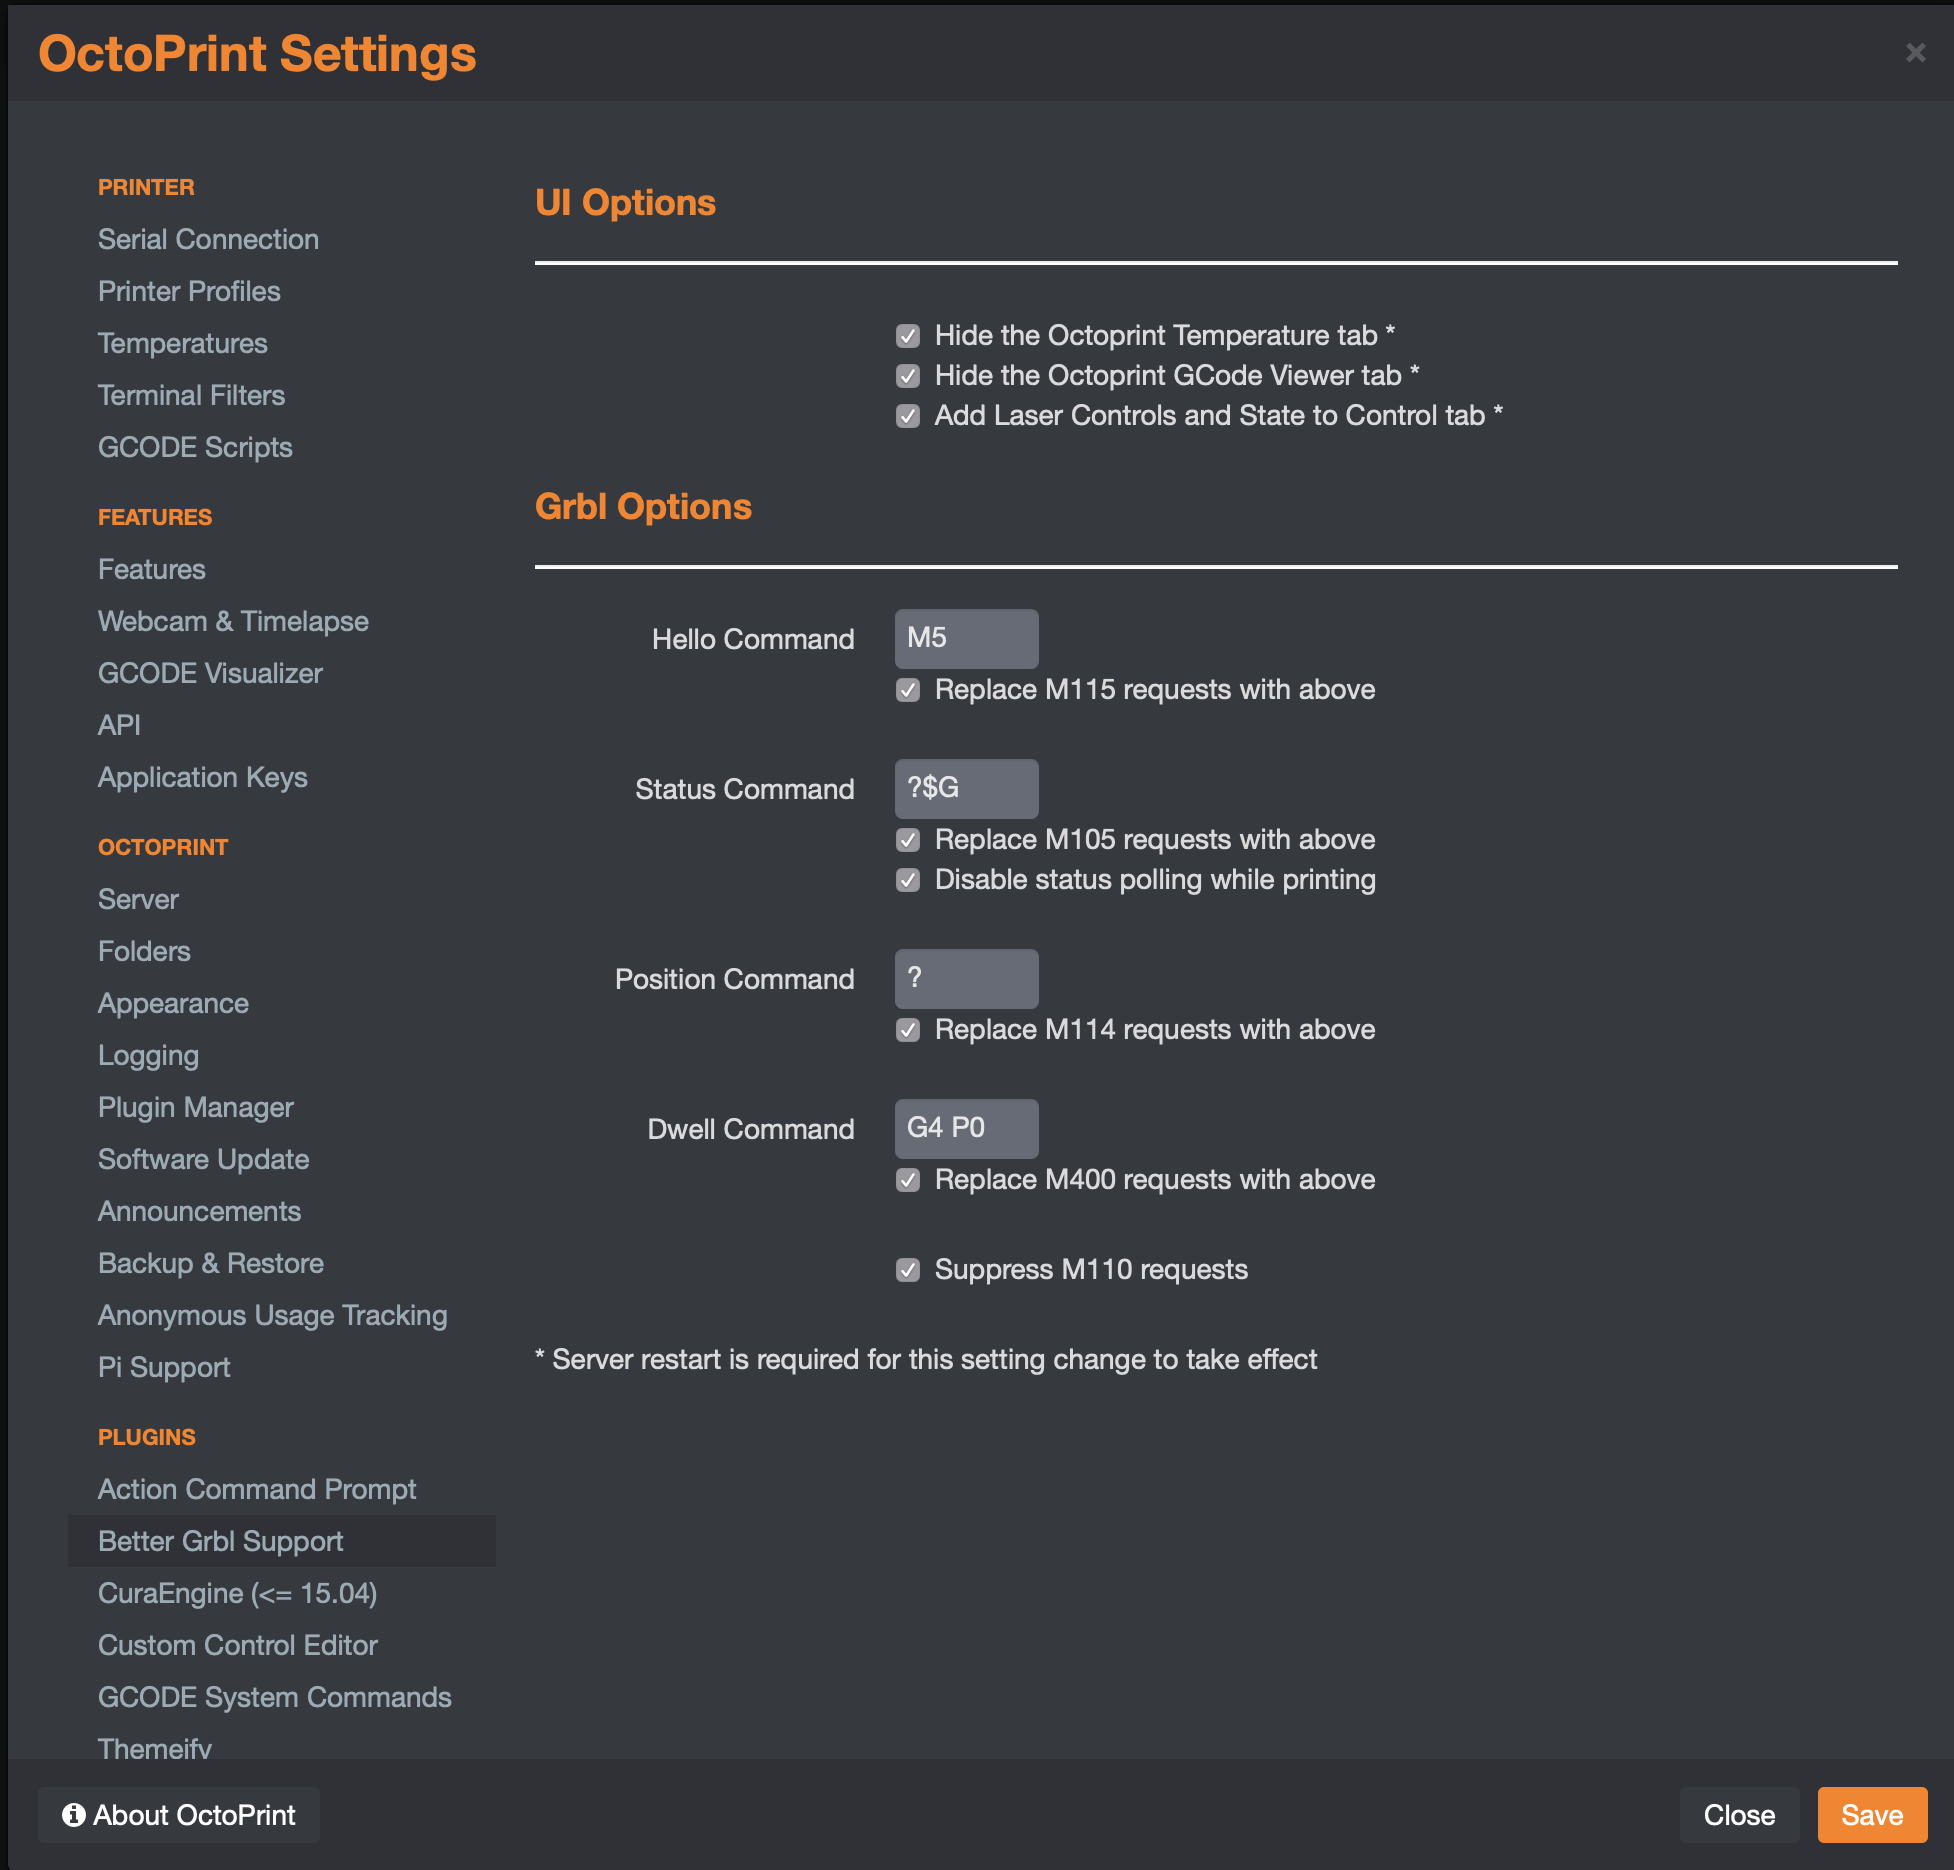 OctoPrint Settings
×
PRINTER
Serial Connection
Printer Profiles
Temperatures
Terminal Filters
GCODE Scripts
FEATURES
Features
Webcam & Timelapse
GCODE Visualizer
API
Application Keys
OCTOPRINT
Server
Folders
Appearance
Logging
Plugin Manager
Software Update
Announcements
Backup & Restore
Anonymous Usage Tracking
Pi Support
PLUGINS
Action Command Prompt
Better Grbl Support
CuraEngine (<= 15.04)
Custom Control Editor
GCODE System Commands
Themeify
UI Options
Hide the Octoprint Temperature tab *
Hide the Octoprint GCode Viewer tab *
Add Laser Controls and State to Control tab *
Grbl Options
Hello Command M5
Replace M115 requests with above
Status Command ?$G
Replace M105 requests with above
Disable status polling while printing
Position Command ?
Replace M114 requests with above
Dwell Command G4 P0
Replace M400 requests with above
Suppress M110 requests
* Server restart is required for this setting change to take effect
About OctoPrint
Close
Save